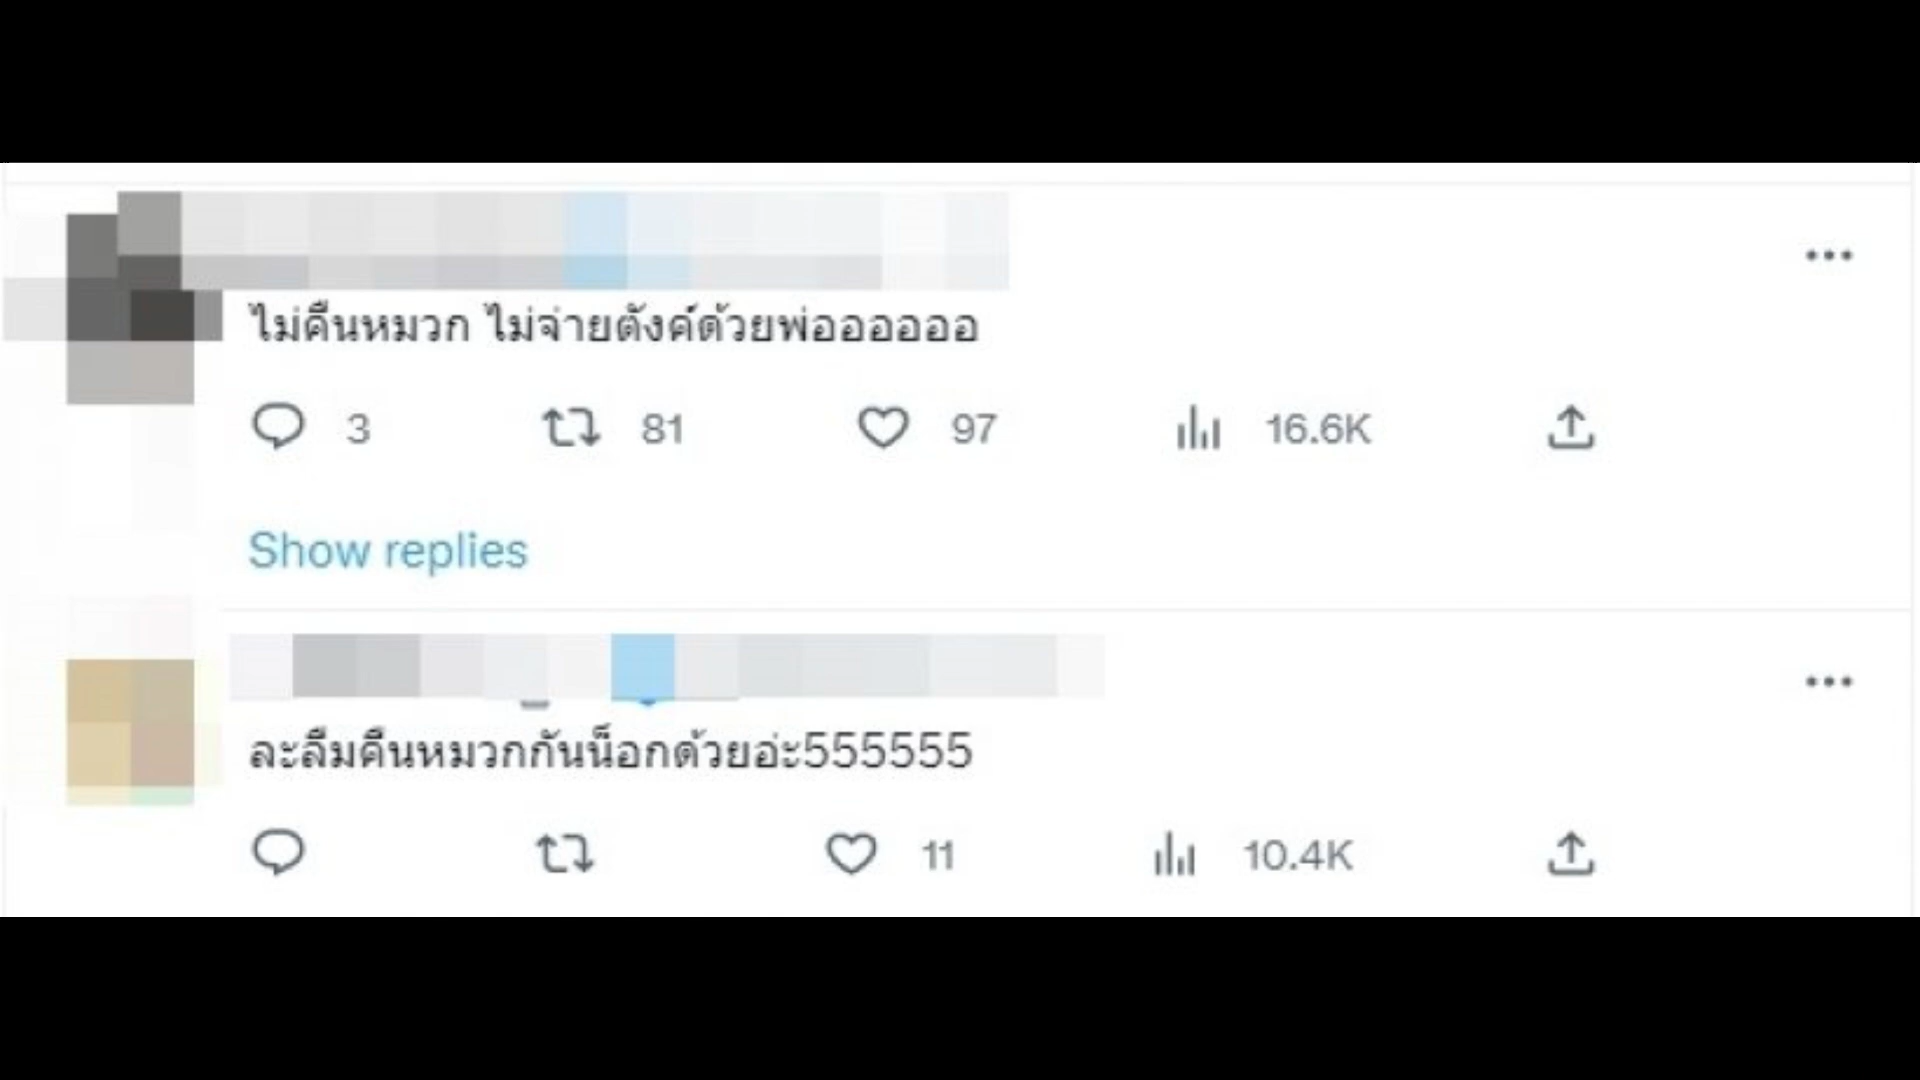 ไม่คืนหมวก ไม่จ่ายตังค์ด้วยพ่ออออออ
3 81 97 16.6K
Show replies
ละลืมคืนหมวกกันน็อกด้วยอ่ะ555555
11 10.4K